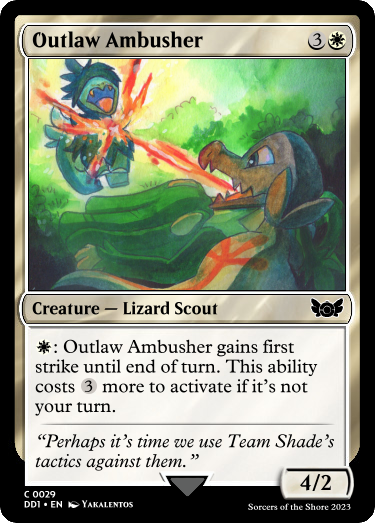 Outlaw Ambusher 3
Creature — Lizard Scout
: Outlaw Ambusher gains first
strike until end of turn. This ability
costs 3 more to activate if it's not
your turn.
“Perhaps it's time we use Team Shade's
tactics against them.”
4/2
C 0029
DD1 • EN YAKALENTOS
Sorcers of the Shore 2023